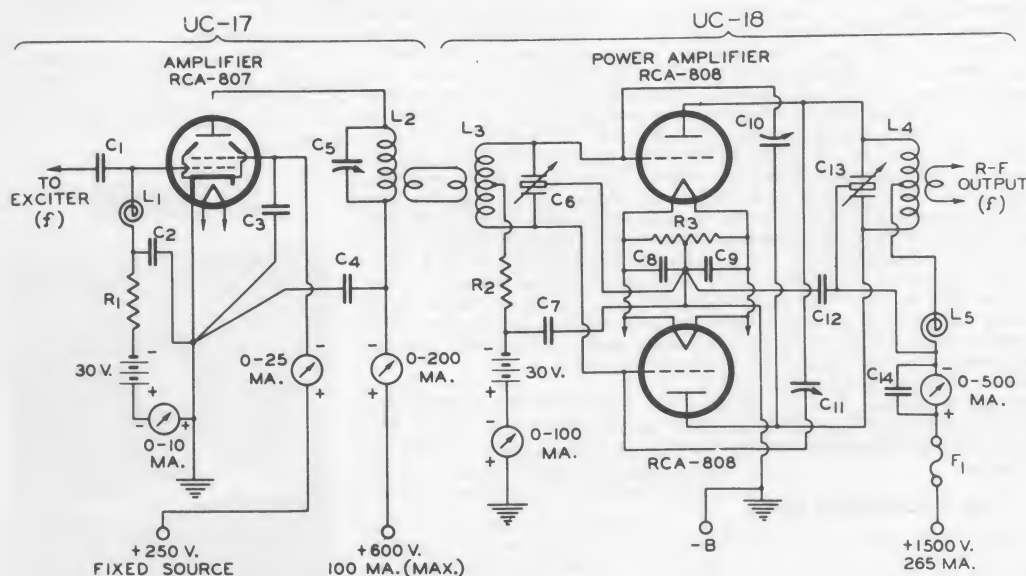 UC-17
UC-18
AMPLIFIER
RCA-807
POWER AMPLIFIER
RCA-808
C1
TO
EXCITER
(f)
L1
C2
R1
30 V.
0-10
MA.
C3
C4
C5
L2
0-25
MA.
0-200
MA.
+250 V.
FIXED SOURCE
+600 V.
100 MA.(MAX.)
L3
C6
R2
C7
30V.
0-100
MA.
R3
C8
C9
C10
C11
C12
C13
L4
R-F
OUTPUT
(f)
L5
C14
0-500
MA.
F1
RCA-808
-B
+1500 V.
265 MA.
- + - + - + - + - + - + - +